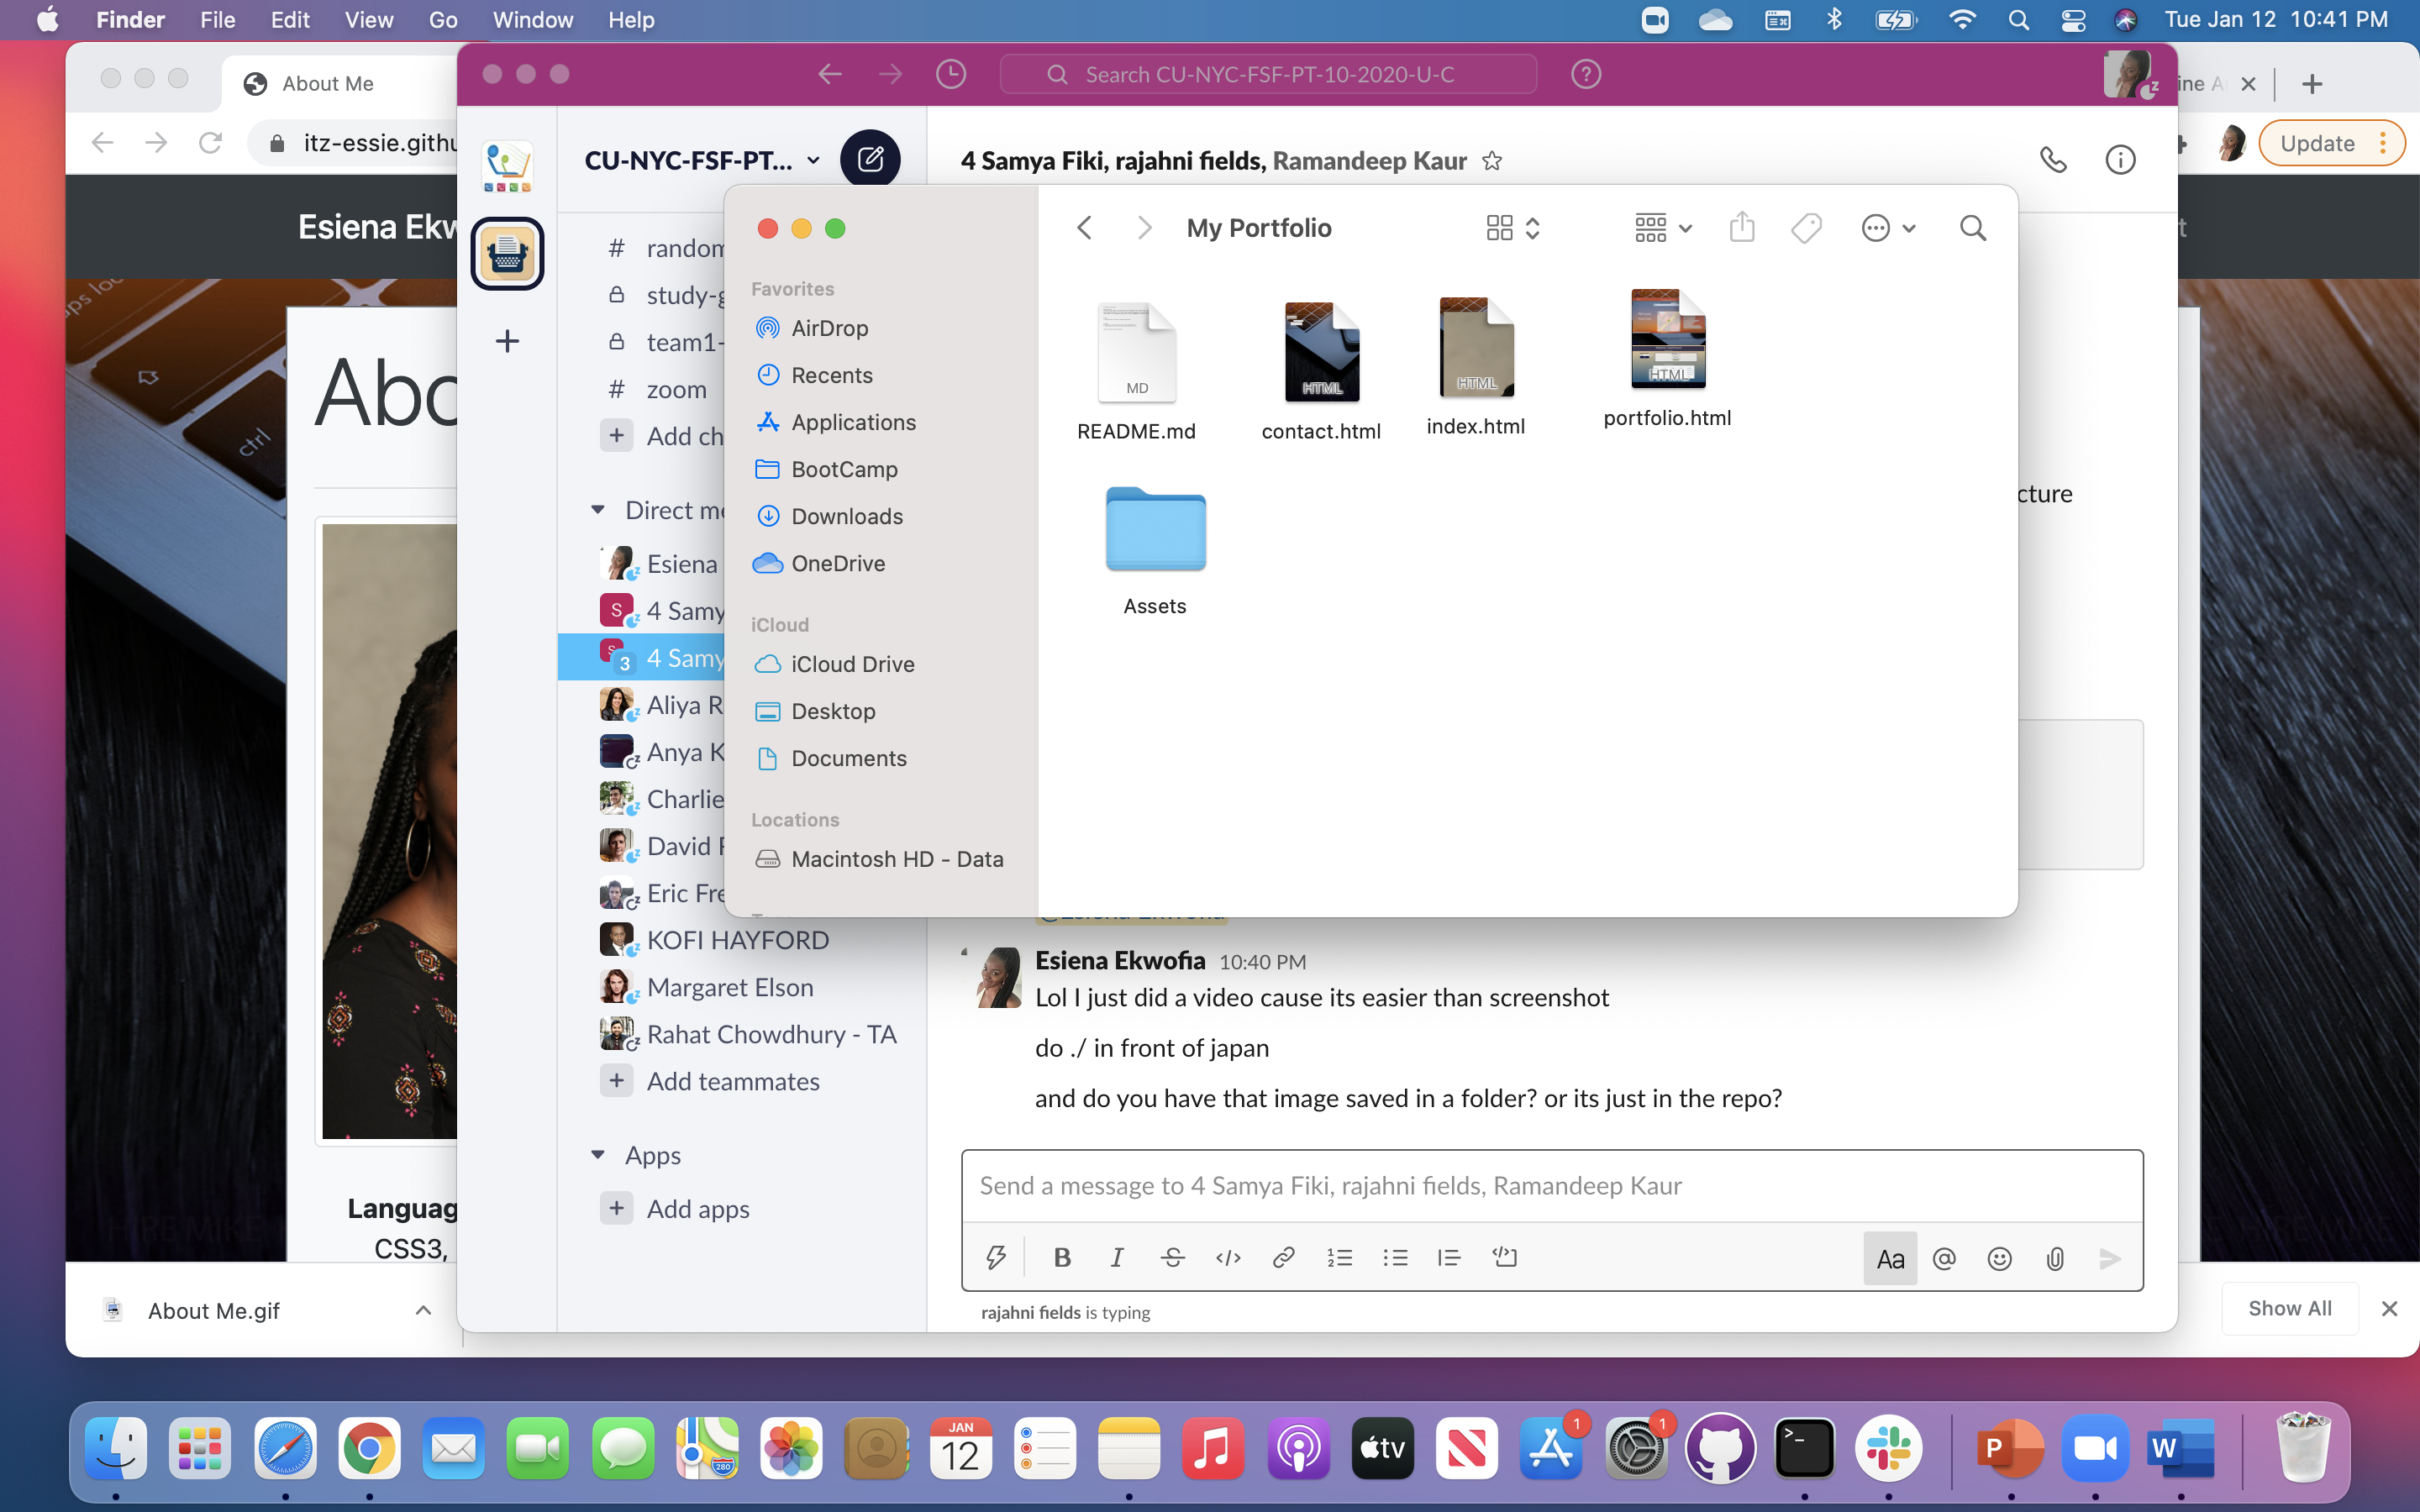 Finder File Edit View Go Window Help Tue Jan 12 10:41 PM
About Me
Search CU-NYC-FSF-PT-10-2020-U-C
ine A
itz-essie.githu
Update
Esiena Ekw
Abo
ctrl
Languag
CSS3,
About Me.gif
Show All
CU-NYC-FSF-PT...
4 Samya Fiki, rajahni fields, Ramandeep Kaur
# random
study-g
team1-
# zoom
+ Add ch
Direct me
Esiena
S 4 Samy
S 3 4 Samy
Aliya R
Anya K
Charlie
David
Eric Fre
KOFI HAYFORD
Margaret Elson
Rahat Chowdhury - TA
+ Add teammates
Apps
+ Add apps
My Portfolio
Favorites
AirDrop
Recents
Applications
BootCamp
Downloads
OneDrive
iCloud
iCloud Drive
Desktop
Documents
Locations
Macintosh HD - Data
MD
README.md
HTML
contact.html
HTML
index.html
HTML
portfolio.html
Assets
cture
Esiena Ekwofia 10:40 PM
Lol I just did a video cause its easier than screenshot
do ./ in front of japan
and do you have that image saved in a folder? or its just in the repo?
Send a message to 4 Samya Fiki, rajahni fields, Ramandeep Kaur
B I S Aa @
rajahni fields is typing
280
JAN
12
tv
1
1
P
W